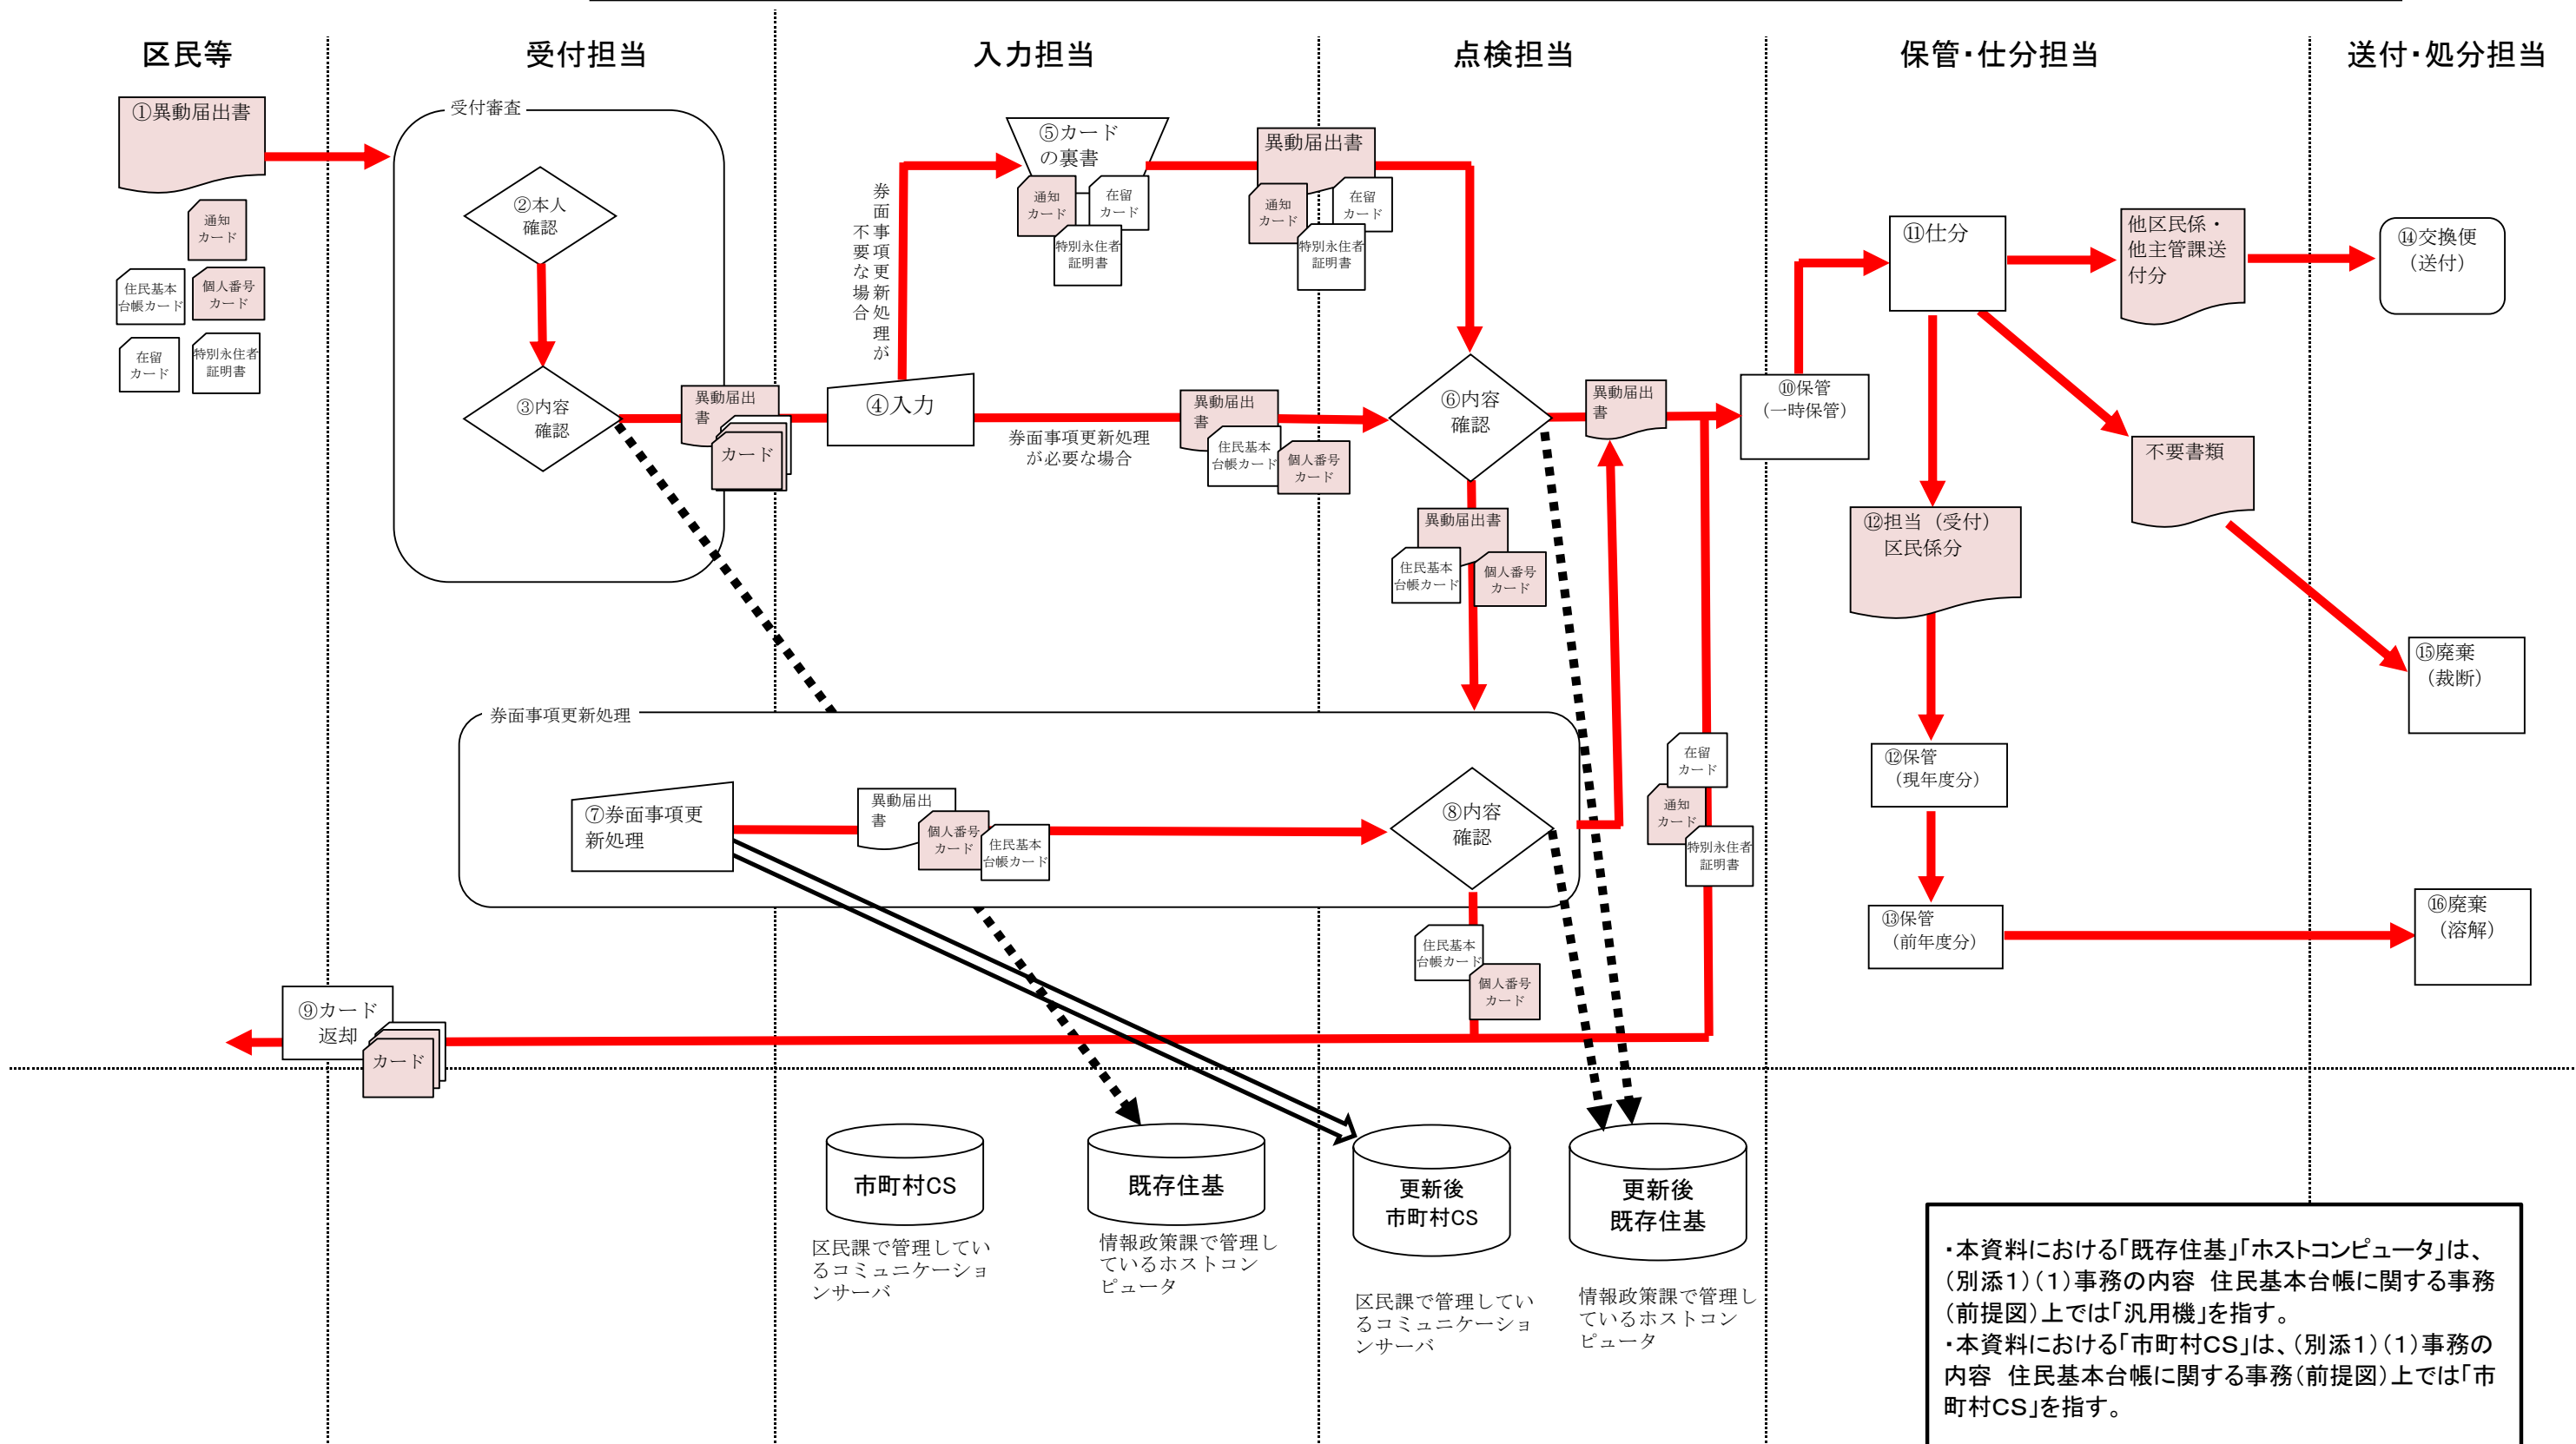 区民等
受付担当
入力担当
点検担当
保管・仕分担当
送付・処分担当
①異動届出書
通知
カード
住民基本
台帳カード
個人番号
カード
在留
カード
特別永住者
証明書
受付審査
②本人
確認
③内容
確認
異動届出
書
カード
④入力
券面事項更新処理が
不要な場合
⑤カード
の裏書
通知
カード
在留
カード
特別永住者
証明書
異動届出書
通知
カード
在留
カード
特別永住者
証明書
券面事項更新処理
が必要な場合
異動届出
書
住民基本
台帳カード
個人番号
カード
⑥内容
確認
異動届出
書
異動届出書
住民基本
台帳カード
個人番号
カード
券面事項更新処理
⑦券面事項更
新処理
異動届出
書
個人番号
カード
住民基本
台帳カード
⑧内容
確認
住民基本
台帳カード
個人番号
カード
在留
カード
通知
カード
特別永住者
証明書
⑨カード
返却
カード
⑩保管
（一時保管）
⑪仕分
他区民係・
他主管課送
付分
⑭交換便
（送付）
不要書類
⑫担当（受付）
区民係分
⑮廃棄
（裁断）
⑫保管
（現年度分）
⑬保管
（前年度分）
⑯廃棄
（溶解）
市町村CS
区民課で管理してい
るコミュニケーショ
ンサーバ
既存住基
情報政策課で管理し
ているホストコン
ピュータ
更新後
市町村CS
区民課で管理してい
るコミュニケーショ
ンサーバ
更新後
既存住基
情報政策課で管理し
ているホストコン
ピュータ
・本資料における「既存住基」「ホストコンピュータ」は、
（別添１）（１）事務の内容　住民基本台帳に関する事務
（前提図）上では「汎用機」を指す。
・本資料における「市町村CS」は、（別添１）（１）事務の
内容　住民基本台帳に関する事務（前提図）上では「市
町村CS」を指す。